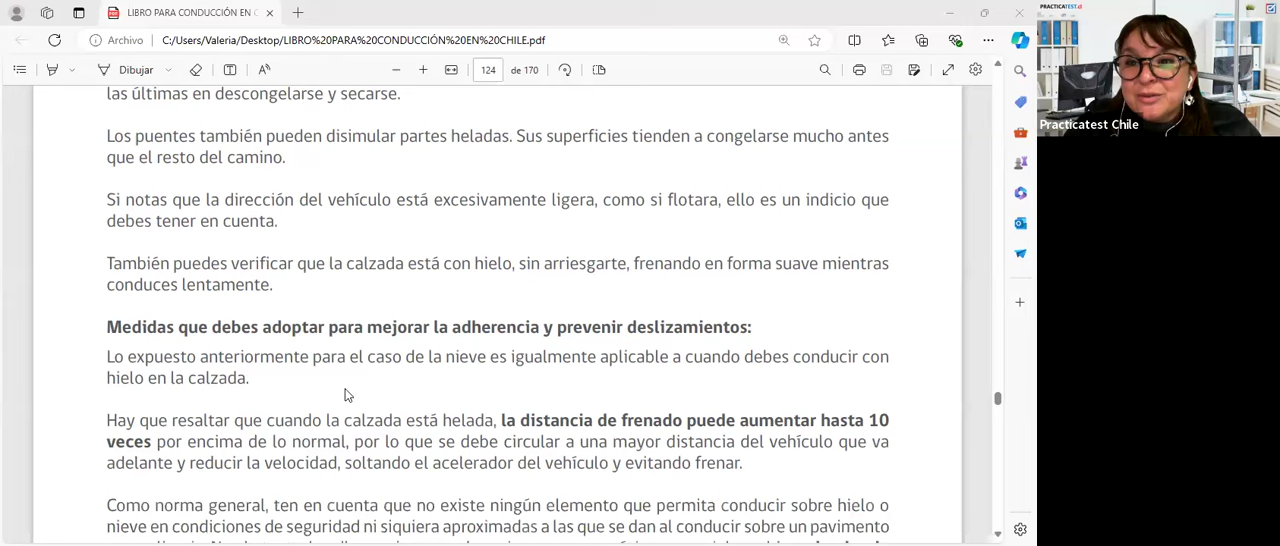 LIBRO PARA CONDUCCIÓN EN C
Archivo
C:/Users/Valeria/Desktop/LIBRO%20PARA%20CONDUCCIÓN%20EN%20CHILE.pdf
Dibujar
124
de 170
PRACTICATEST.cl
Practicatest Chile
las últimas en descongelarse y secarse.
Los puentes también pueden disimular partes heladas. Sus superficies tienden a congelarse mucho antes
que el resto del camino.
Si notas que la dirección del vehículo está excesivamente ligera, como si flotara, ello es un indicio que
debes tener en cuenta.
También puedes verificar que la calzada está con hielo, sin arriesgarte, frenando en forma suave mientras
conduces lentamente.
Medidas que debes adoptar para mejorar la adherencia y prevenir deslizamientos:
Lo expuesto anteriormente para el caso de la nieve es igualmente aplicable a cuando debes conducir con
hielo en la calzada.
Hay que resaltar que cuando la calzada está helada, la distancia de frenado puede aumentar hasta 10
veces por encima de lo normal, por lo que se debe circular a una mayor distancia del vehículo que va
adelante y reducir la velocidad, soltando el acelerador del vehículo y evitando frenar.
Como norma general, ten en cuenta que no existe ningún elemento que permita conducir sobre hielo o
nieve en condiciones de seguridad ni siquiera aproximadas a las que se dan al conducir sobre un pavimento